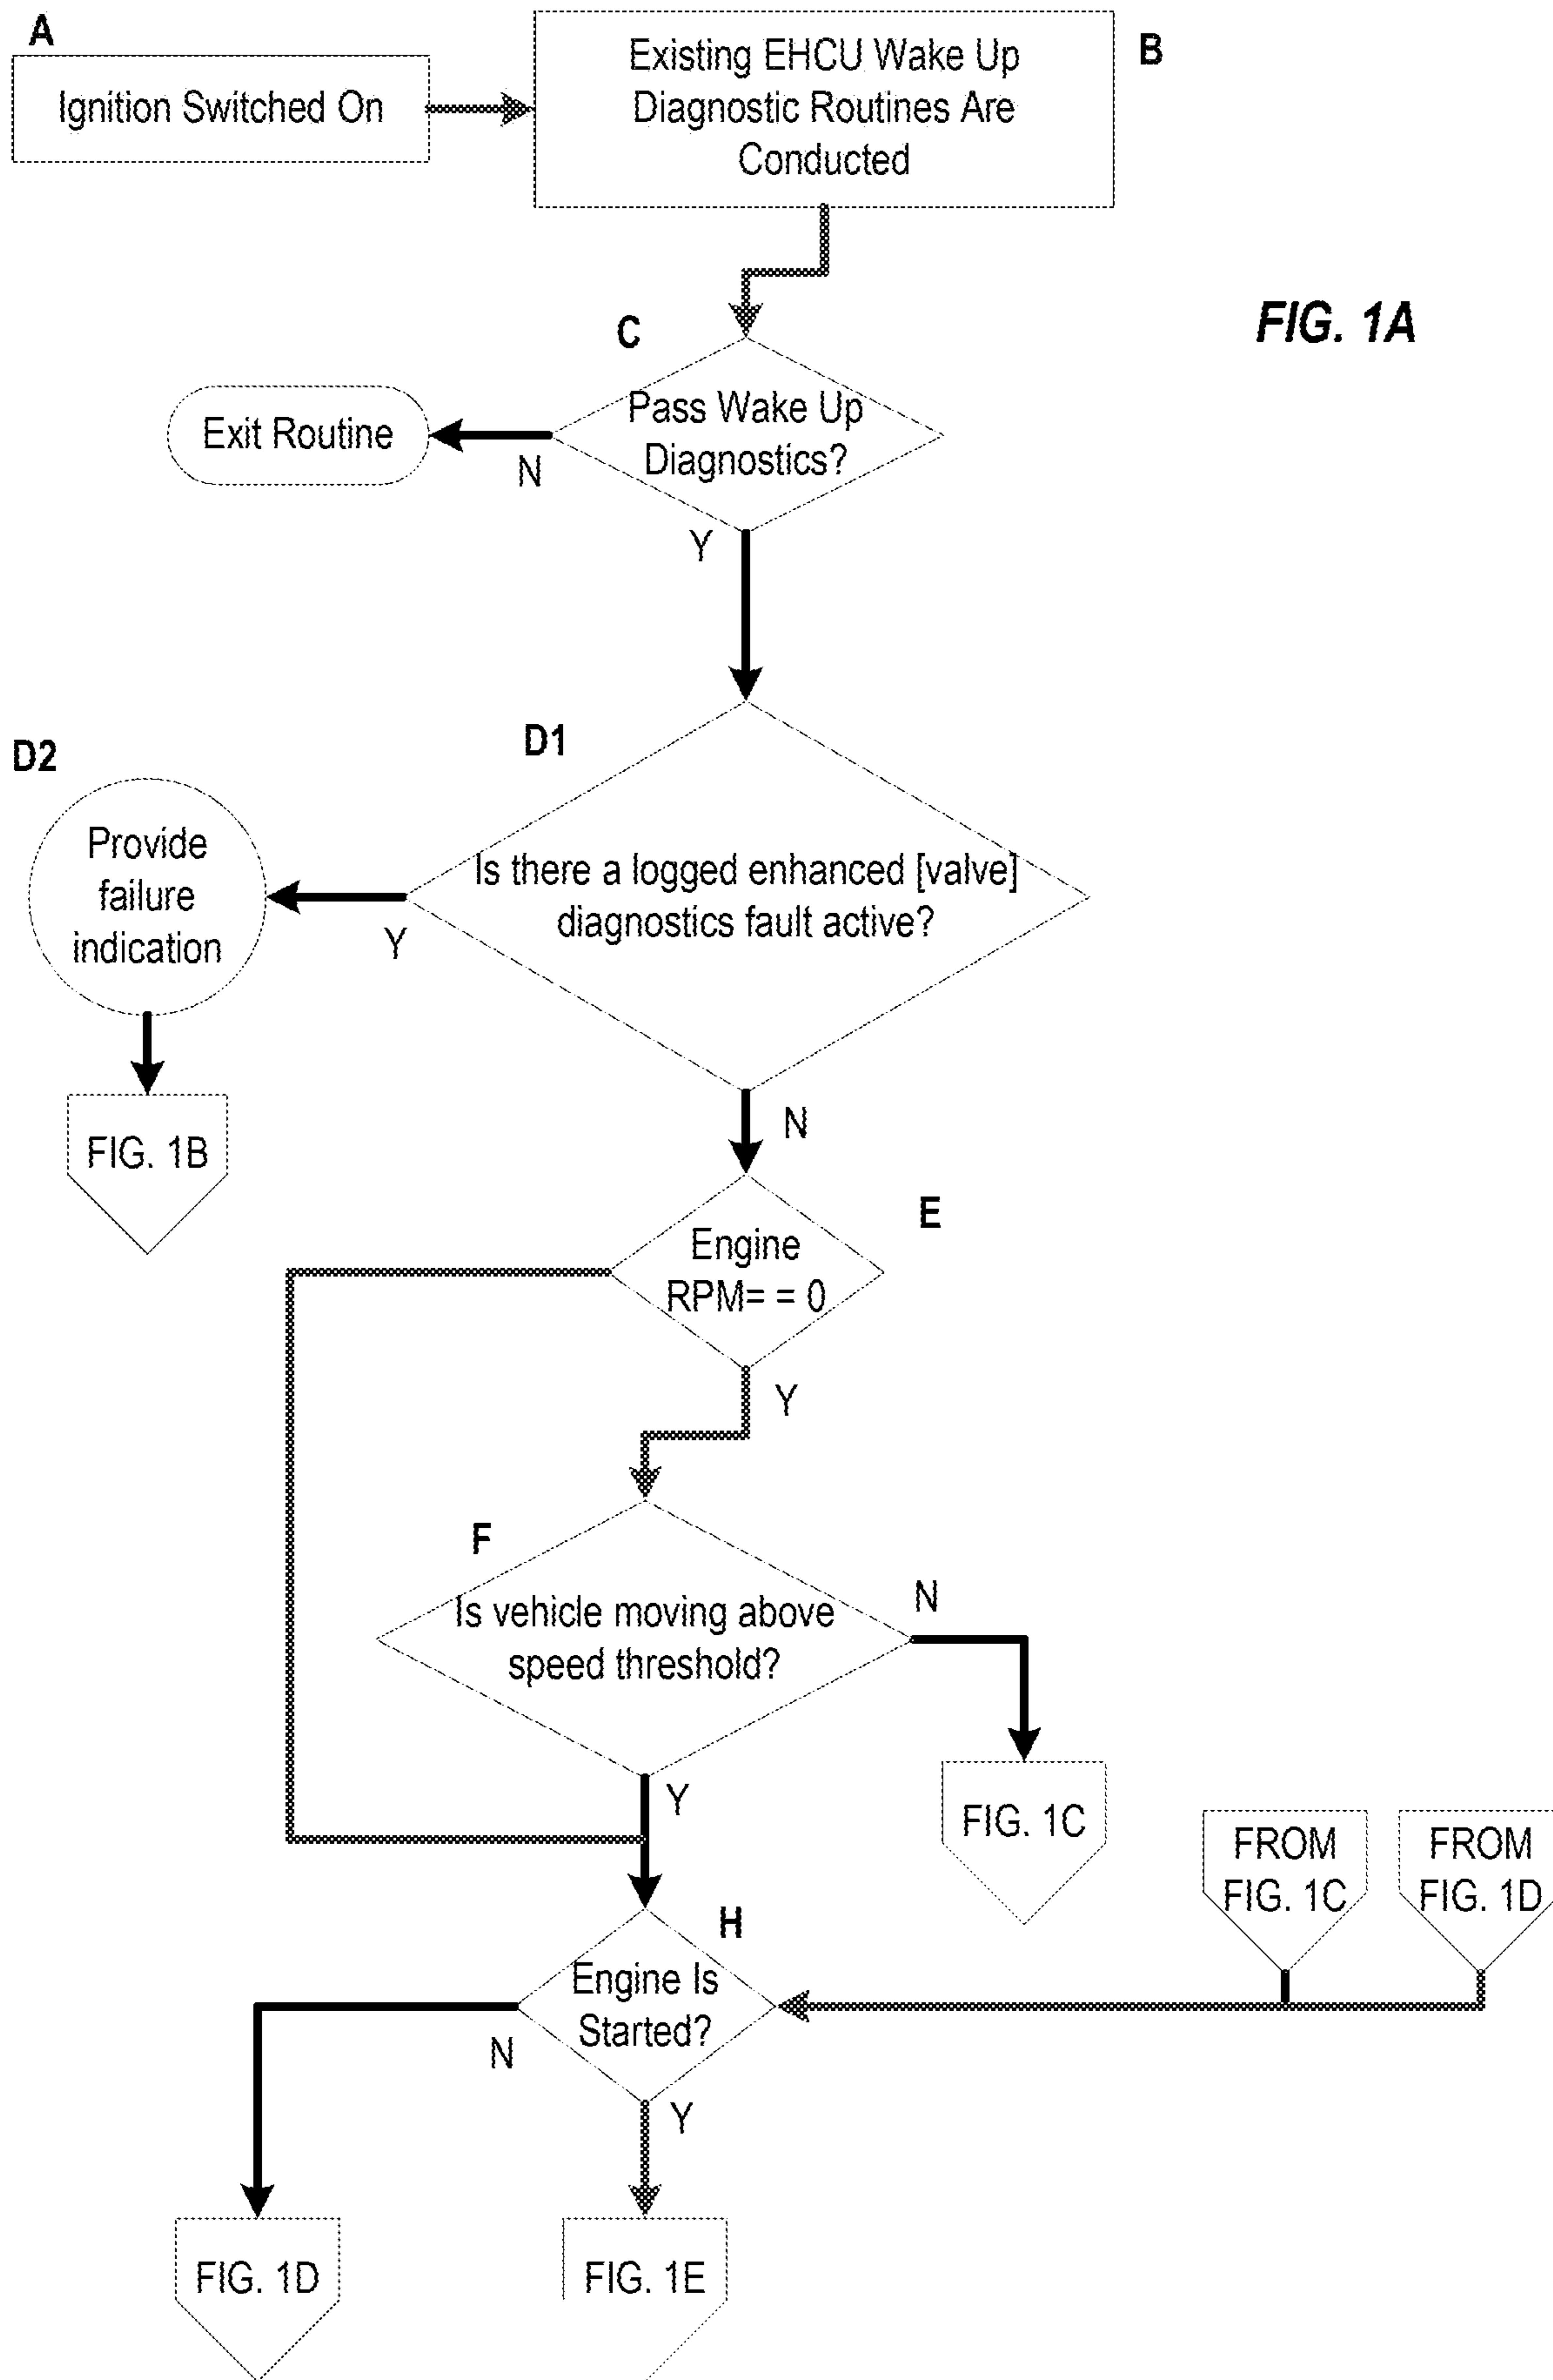 A
Ignition Switched On
Existing EHCU Wake Up
Diagnostic Routines Are
Conducted
B
FIG. 1A
C
Pass Wake Up
Diagnostics?
Exit Routine
N
Y
D1
D2
Is there a logged enhanced [valve]
diagnostics fault active?
Provide
failure
indication
Y
N
FIG. 1B
E
Engine
RPM= = 0
Y
F
Is vehicle moving above
speed threshold?
N
Y
FIG. 1C
FROM
FIG. 1C
FROM
FIG. 1D
H
Engine Is
Started?
N
Y
FIG. 1D
FIG. 1E